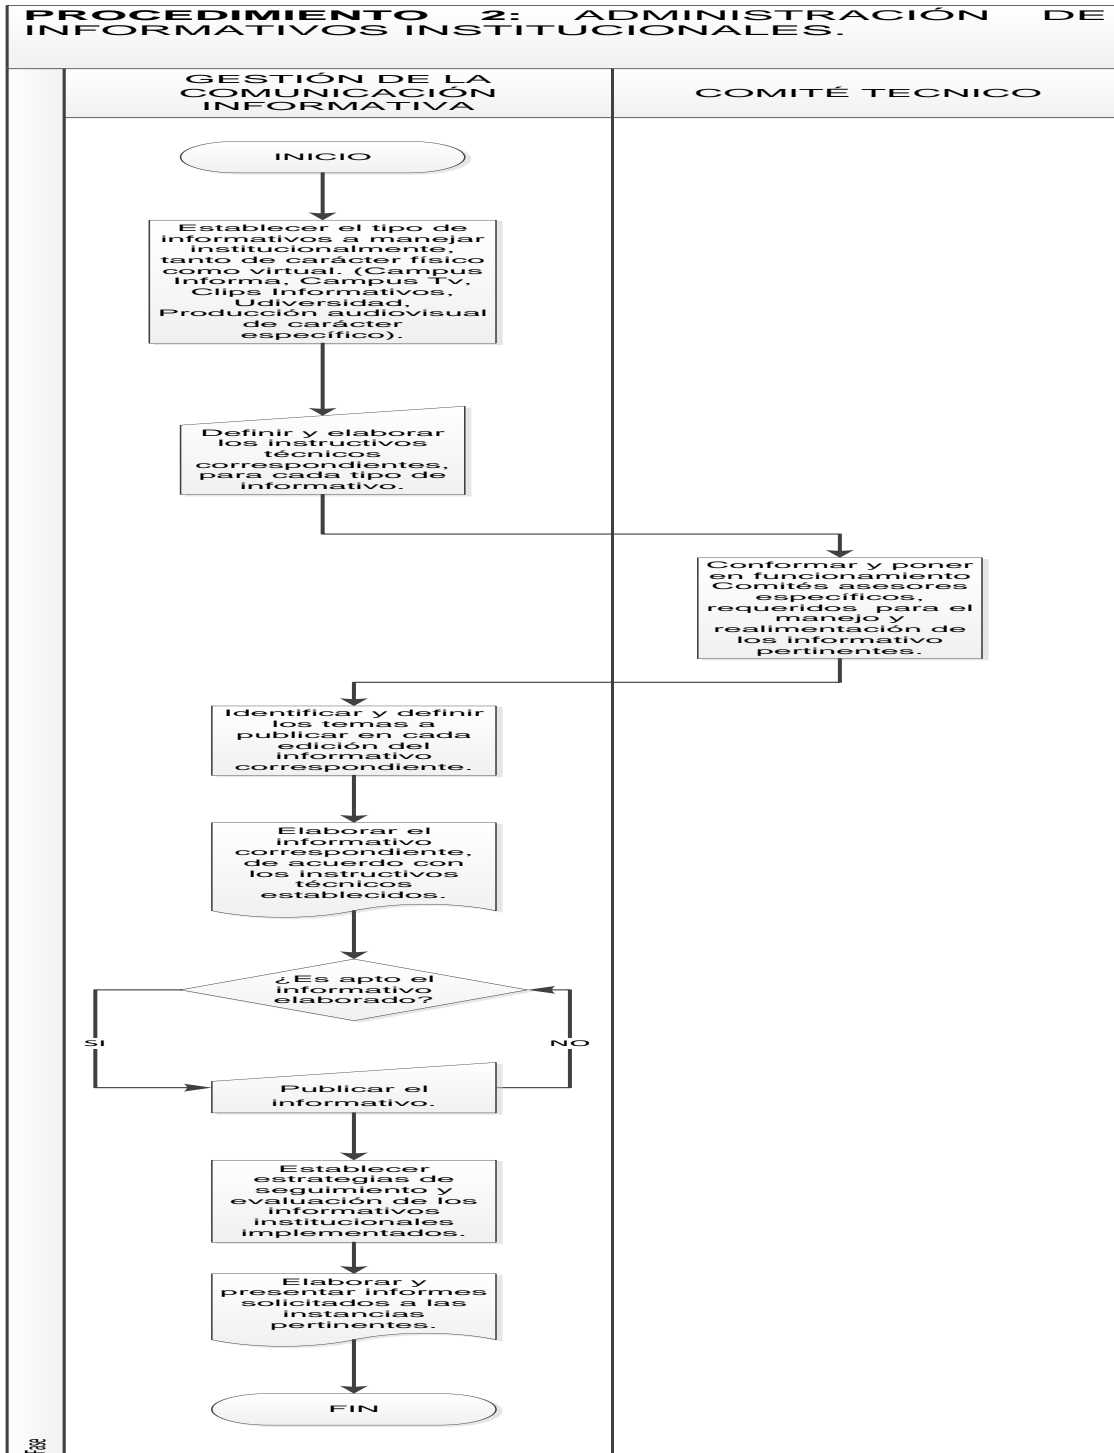 PROCEDIMIENTO 2: ADMINISTRACIÓN DE
INFORMATIVOS INSTITUCIONALES.
GESTIÓN DE LA
COMUNICACIÓN
INFORMATIVA
COMITÉ TECNICO
INICIO
Establecer el tipo de
informativos a manejar
institucionalmente,
tanto de carácter físico
como virtual. (Campus
Informa, Campus Tv,
Clips Informativos,
Udiversidad,
Producción audiovisual
de carácter
específico).
Definir y elaborar
los instructivos
técnicos
correspondientes,
para cada tipo de
informativo.
Conformar y poner
en funcionamiento
Comités asesores
específicos,
requeridos para el
manejo y
realimentación de
los informativo
pertinentes.
Identificar y definir
los temas a
publicar en cada
edición del
informativo
correspondiente.
Elaborar el
informativo
correspondiente,
de acuerdo con
los instructivos
técnicos
establecidos.
¿Es apto el
informativo
elaborado?
SI
NO
Publicar el
informativo.
Establecer
estrategias de
seguimiento y
evaluación de los
informativos
institucionales
implementados.
Elaborar y
presentar informes
solicitados a las
instancias
pertinentes.
FIN
Fase